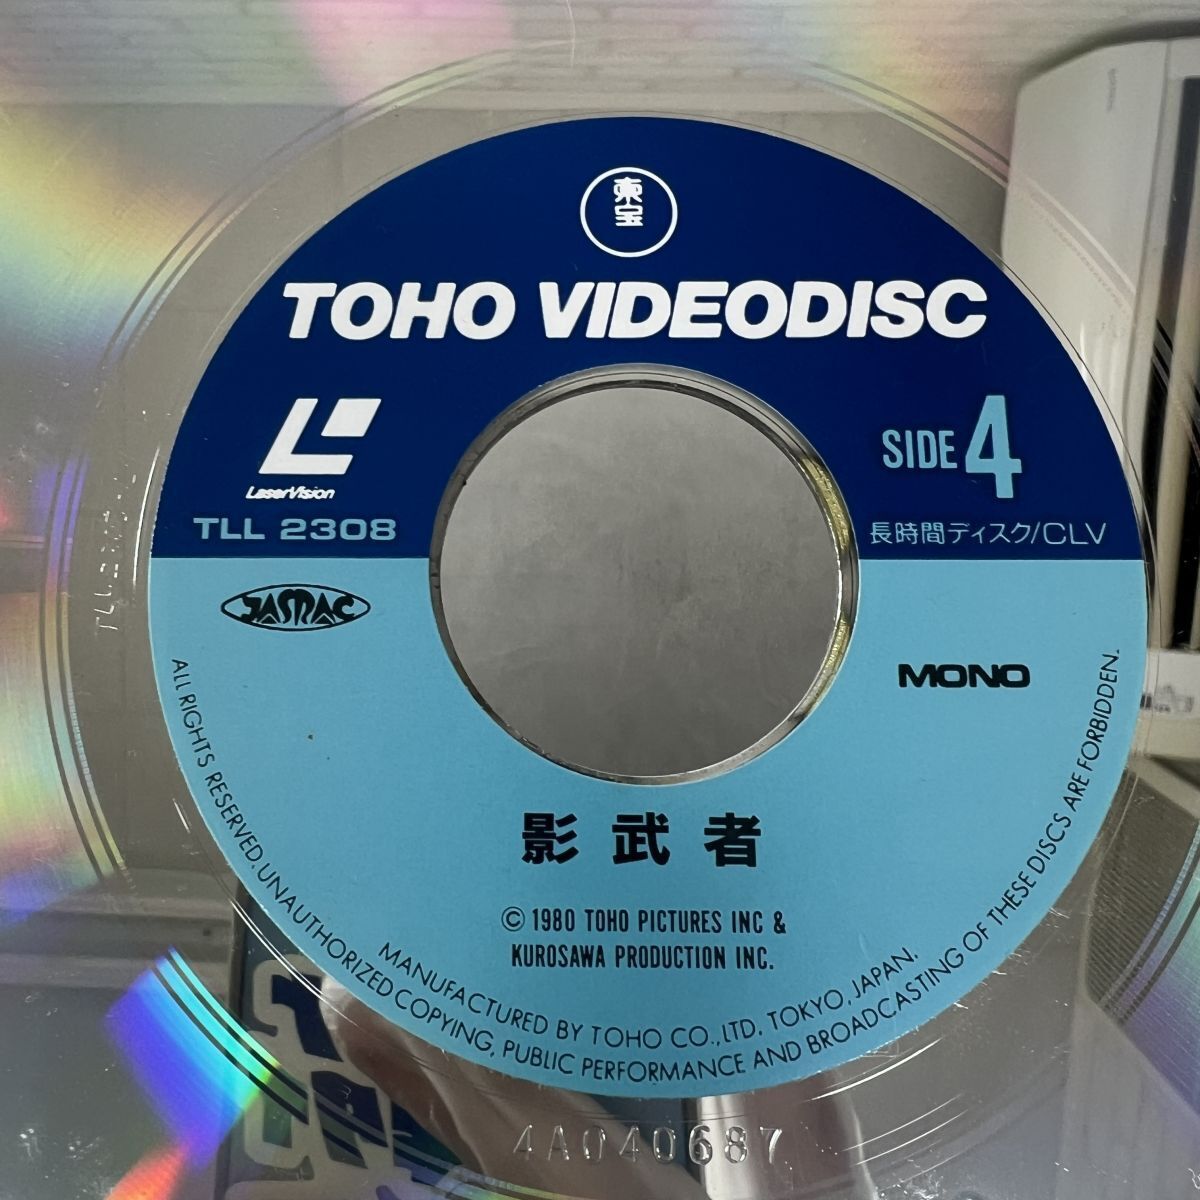 東宝
TOHO VIDEODISC
LaserVision
SIDE 4
TLL 2308
長時間ディスク/CLV
JASRAC
MONO
影武者
© 1980 TOHO PICTURES INC &
KUROSAWA PRODUCTION INC.
MANUFACTURED BY TOHO CO.,LTD. TOKYO, JAPAN.
ALL RIGHTS RESERVED. UNAUTHORIZED COPYING, PUBLIC PERFORMANCE AND BROADCASTING OF THESE DISCS ARE FORBIDDEN.
4A040687